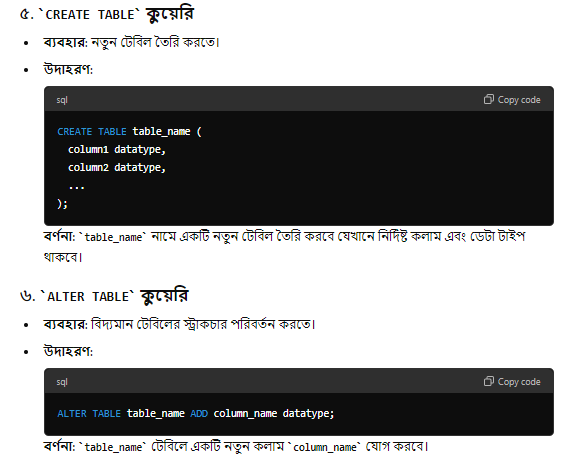 ৫. `CREATE TABLE` কুয়েরি
• ব্যবহার: নতুন টেবিল তৈরি করতে।
• উদাহরণ:
sql Copy code
CREATE TABLE table_name (
  column1 datatype,
  column2 datatype,
  ...
);
বর্ণনা: `table_name` নামে একটি নতুন টেবিল তৈরি করবে যেখানে নির্দিষ্ট কলাম এবং ডেটা টাইপ
থাকবে।
৬. `ALTER TABLE` কুয়েরি
• ব্যবহার: বিদ্যমান টেবিলের স্ট্রাকচার পরিবর্তন করতে।
• উদাহরণ:
sql Copy code
ALTER TABLE table_name ADD column_name datatype;
বর্ণনা: `table_name` টেবিলে একটি নতুন কলাম `column_name` যোগ করবে।